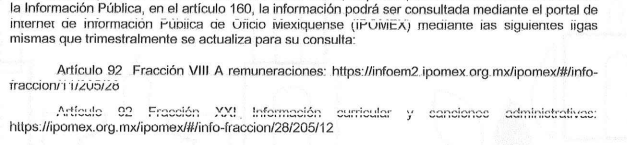 la Información Pública, en el artículo 160, la información podrá ser consultada mediante el portal de
internet de información Pública de Oficio Mexiquense (IPOMEX) mediante las siguientes ligas
mismas que trimestralmente se actualiza para su consulta:
Artículo 92 Fracción VIII A remuneraciones: https://infoem2.ipomex.org.mx/ipomex/#/info-
fraccion/11/205/28
Artículo 92 Fracción XXI Información curricular y sanciones administrativas:
https://ipomex.org.mx/ipomex/#/info-fraccion/28/205/12